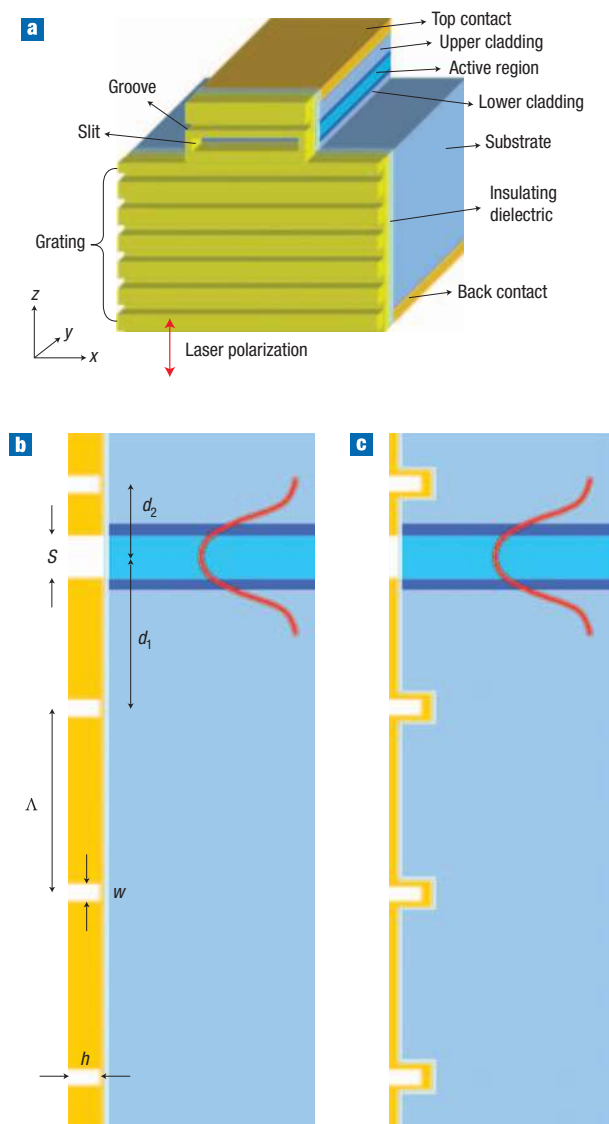 a
Top contact
Upper cladding
Active region
Lower cladding
Substrate
Groove
Slit
Grating
Insulating
dielectric
Back contact
Laser polarization
z
y
x
b
c
d2
S
d1
Λ
w
h